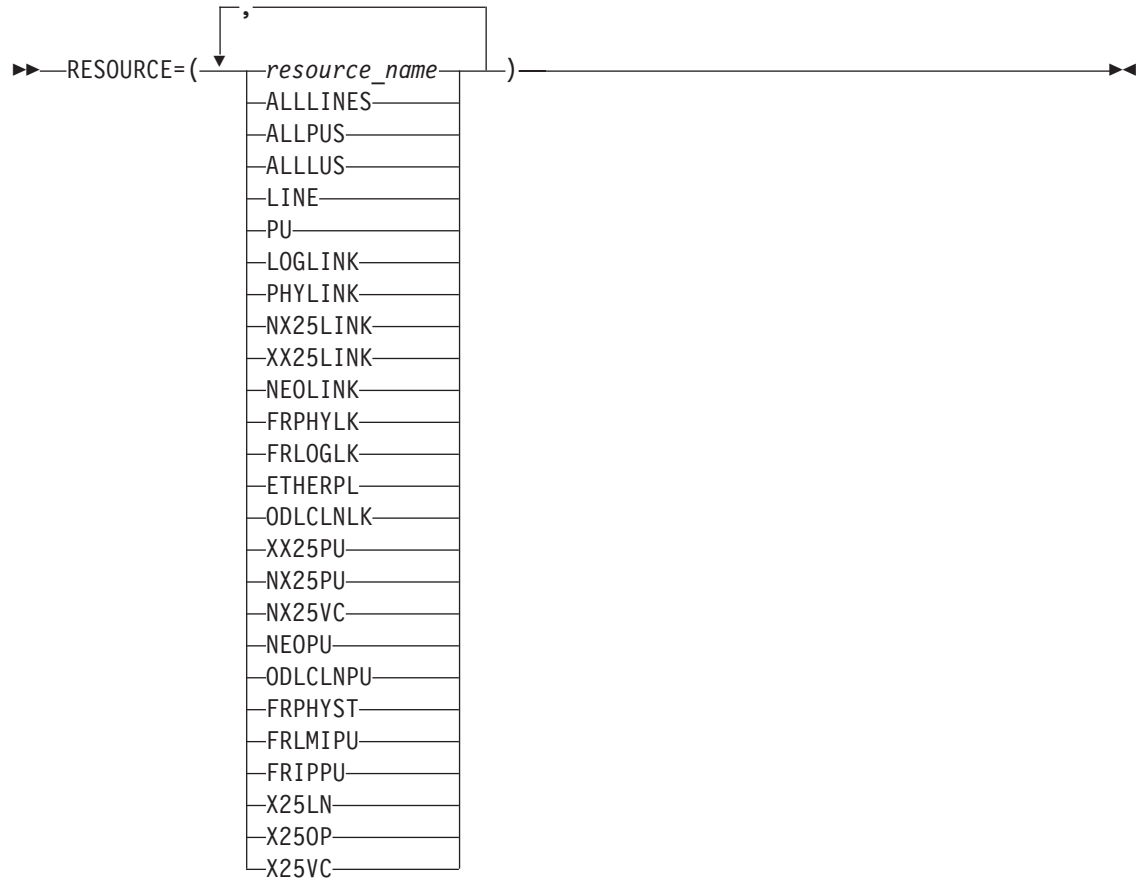 ,
RESOURCE=( resource_name )
ALLLINES
ALLPUS
ALLLUS
LINE
PU
LOGLINK
PHYLINK
NX25LINK
XX25LINK
NEOLINK
FRPHYLK
FRLOGLK
ETHERPL
ODLCLNLK
XX25PU
NX25PU
NX25VC
NEOPU
ODLCLNPU
FRPHYST
FRLMIPU
FRIPPU
X25LN
X25OP
X25VC